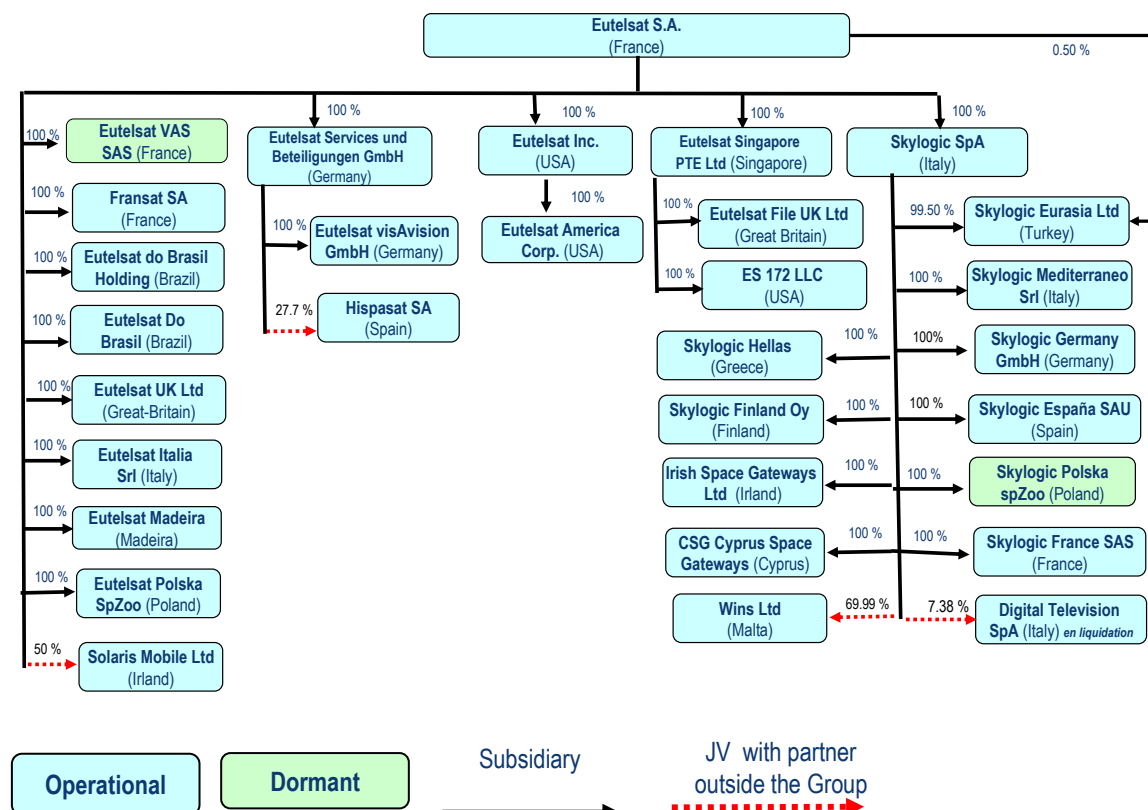 Eutelsat S.A.
(France)
0.50 %
100 %
100 %
100 %
100 %
100 %
Eutelsat VAS
SAS (France)
Eutelsat Services und
Beteiligungen GmbH
(Germany)
Eutelsat Inc.
(USA)
Eutelsat Singapore
PTE Ltd (Singapore)
Skylogic SpA
(Italy)
100 %
Fransat SA
(France)
100 %
Eutelsat do Brasil
Holding (Brazil)
100 %
Eutelsat Do
Brasil (Brazil)
100 %
Eutelsat UK Ltd
(Great-Britain)
100 %
Eutelsat Italia
Srl (Italy)
100 %
Eutelsat Madeira
(Madeira)
100 %
Eutelsat Polska
SpZoo (Poland)
50 %
Solaris Mobile Ltd
(Irland)
100 %
Eutelsat visAvision
GmbH (Germany)
27.7 %
Hispasat SA
(Spain)
100 %
Eutelsat America
Corp. (USA)
100 %
Eutelsat File UK Ltd
(Great Britain)
100 %
ES 172 LLC
(USA)
99.50 %
Skylogic Eurasia Ltd
(Turkey)
100 %
Skylogic Mediterraneo
Srl (Italy)
100 %
Skylogic Hellas
(Greece)
100%
Skylogic Germany
GmbH (Germany)
Skylogic Finland Oy
(Finland)
100 %
100 %
Skylogic España SAU
(Spain)
Irish Space Gateways
Ltd (Irland)
100 %
100 %
Skylogic Polska
spZoo (Poland)
CSG Cyprus Space
Gateways (Cyprus)
100 %
100 %
Skylogic France SAS
(France)
Wins Ltd
(Malta)
69.99 %
7.38 %
Digital Television
SpA (Italy) en liquidation
Operational
Dormant
Subsidiary
JV with partner
outside the Group